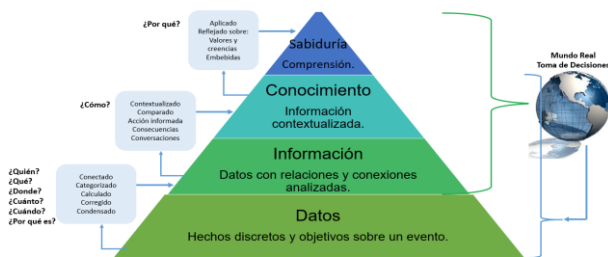 ¿Por qué?
Aplicado
Reflejado sobre:
Valores y
creencias
Embebidas
Sabiduría
Comprensión.
Mundo Real
Toma de Decisiones
¿Cómo?
Contextualizado
Comparado
Acción informada
Consecuencias
Conversaciones
Conocimiento
Información
contextualizada.
¿Quién?
¿Qué?
¿Donde?
¿Cuánto?
¿Cuándo?
¿Por qué es?
Conectado
Categorizado
Calculado
Corregido
Condensado
Información
Datos con relaciones y conexiones
analizadas.
Datos
Hechos discretos y objetivos sobre un evento.